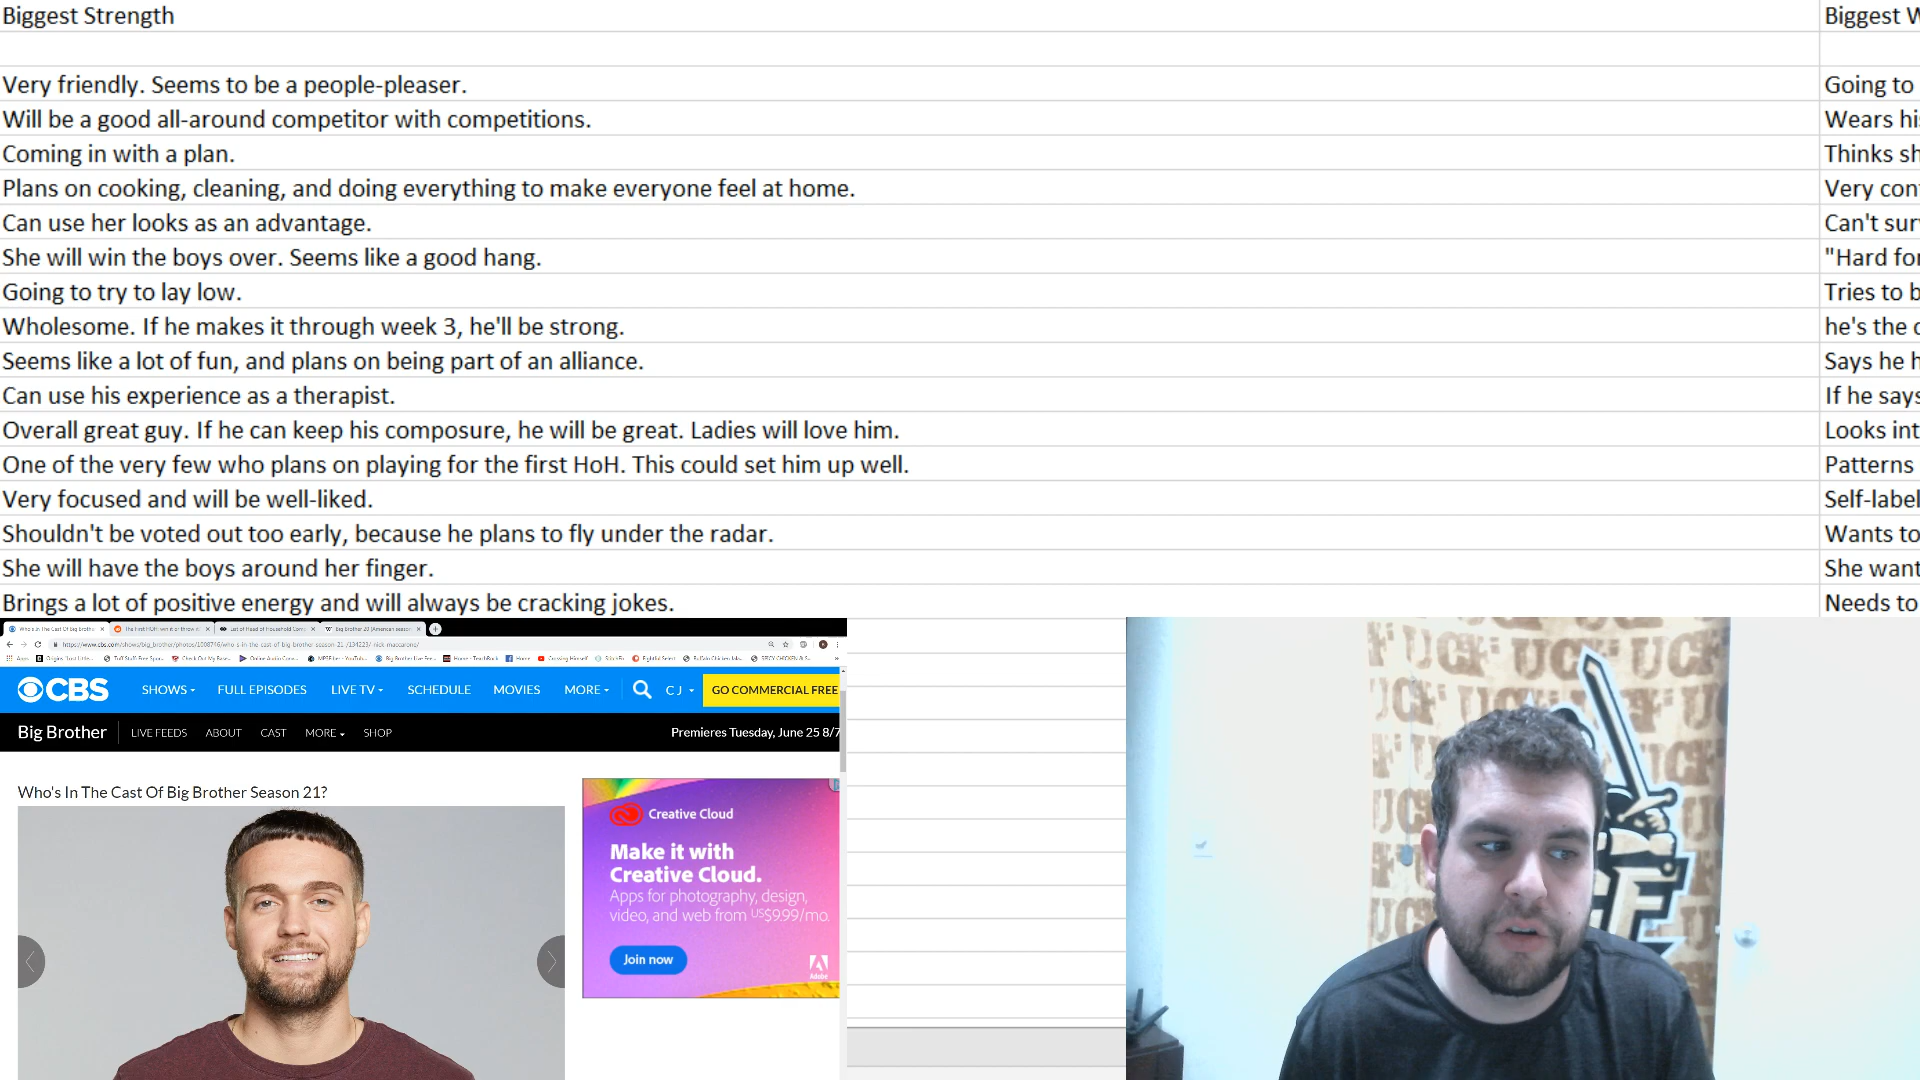 Biggest Strength
Biggest W
Very friendly. Seems to be a people-pleaser.
Going to
Will be a good all-around competitor with competitions.
Wears his
Coming in with a plan.
Thinks sh
Plans on cooking, cleaning, and doing everything to make everyone feel at home.
Very con
Can use her looks as an advantage.
Can't sur
She will win the boys over. Seems like a good hang.
"Hard for
Going to try to lay low.
Tries to b
Wholesome. If he makes it through week 3, he'll be strong.
he's the
Seems like a lot of fun, and plans on being part of an alliance.
Says he h
Can use his experience as a therapist.
If he says
Overall great guy. If he can keep his composure, he will be great. Ladies will love him.
Looks int
One of the very few who plans on playing for the first HoH. This could set him up well.
Patterns
Very focused and will be well-liked.
Self-label
Shouldn't be voted out too early, because he plans to fly under the radar.
Wants to
She will have the boys around her finger.
She want
Brings a lot of positive energy and will always be cracking jokes.
Needs to
CBS SHOWS FULL EPISODES LIVE TV SCHEDULE MOVIES MORE C J GO COMMERCIAL FREE
Big Brother LIVE FEEDS ABOUT CAST MORE SHOP Premieres Tuesday, June 25 8/7
Who's In The Cast Of Big Brother Season 21?
Creative Cloud
Make it with
Creative Cloud.
Apps for photography, design,
video, and web from US$9.99/mo.
Join now
Adobe
UCF UCF UCF